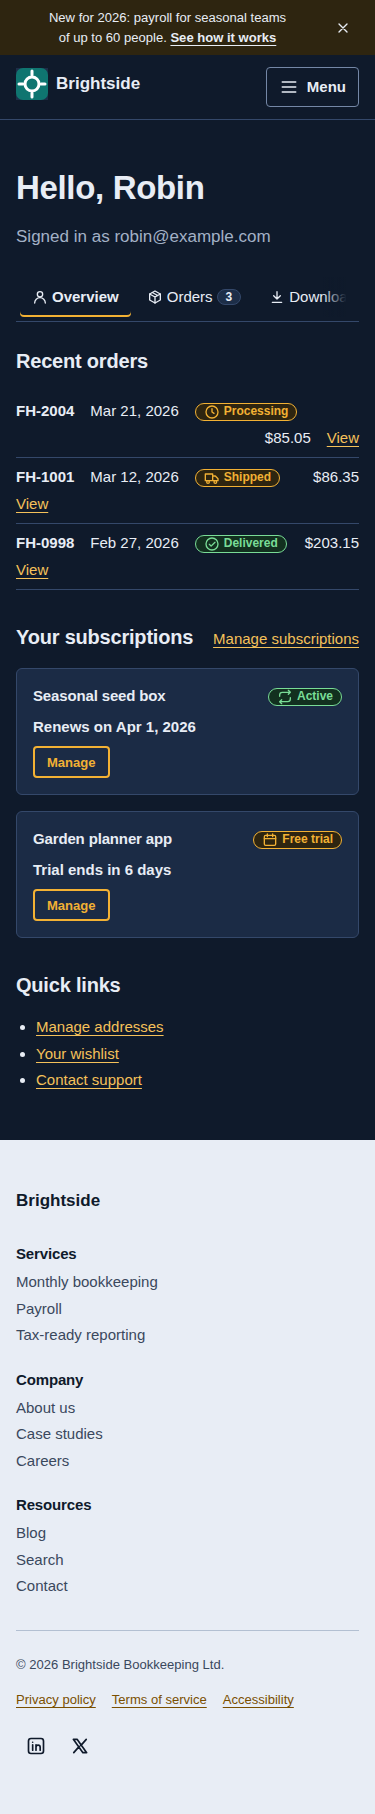 New for 2026: payroll for seasonal teams
of up to 60 people. See how it works
Brightside
Menu
Hello, Robin
Signed in as robin@example.com
Overview Orders 3 Downloa
Recent orders
FH-2004 Mar 21, 2026 Processing
$85.05 View
FH-1001 Mar 12, 2026 Shipped $86.35
View
FH-0998 Feb 27, 2026 Delivered $203.15
View
Your subscriptions Manage subscriptions
Seasonal seed box Active
Renews on Apr 1, 2026
Manage
Garden planner app Free trial
Trial ends in 6 days
Manage
Quick links
Manage addresses
Your wishlist
Contact support
Brightside
Services
Monthly bookkeeping
Payroll
Tax-ready reporting
Company
About us
Case studies
Careers
Resources
Blog
Search
Contact
© 2026 Brightside Bookkeeping Ltd.
Privacy policy Terms of service Accessibility